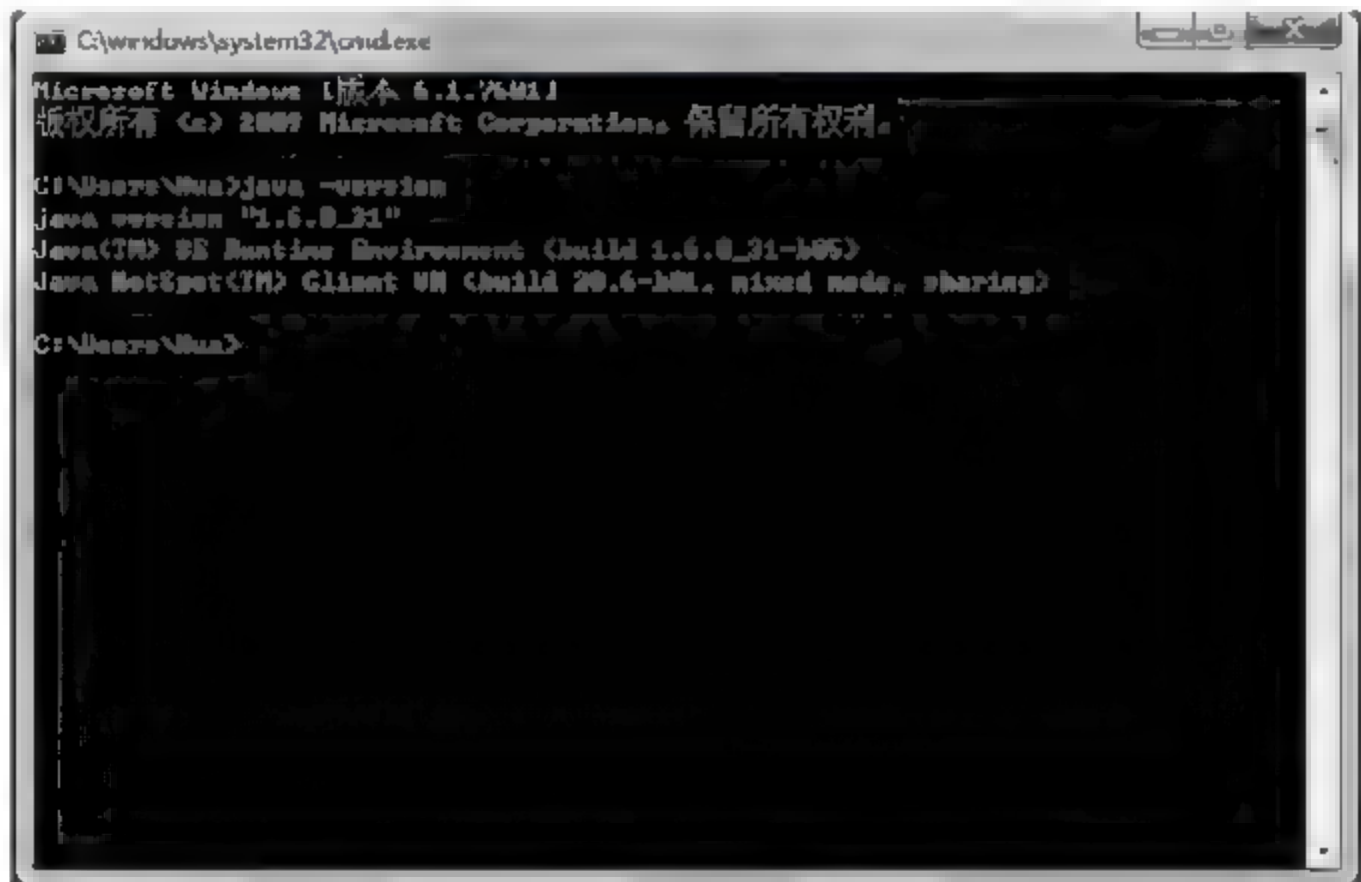 C:\windows\system32\cmd.exe
Microsoft Windows [版本 6.1.7601]
版权所有 (c) 2009 Microsoft Corporation。保留所有权利。
C:\Users\Hua>java -version
java version "1.6.0_31"
Java(TM) SE Runtime Environment (build 1.6.0_31-b05)
Java HotSpot(TM) Client VM (build 20.6-b01, mixed mode, sharing)
C:\Users\Hua>